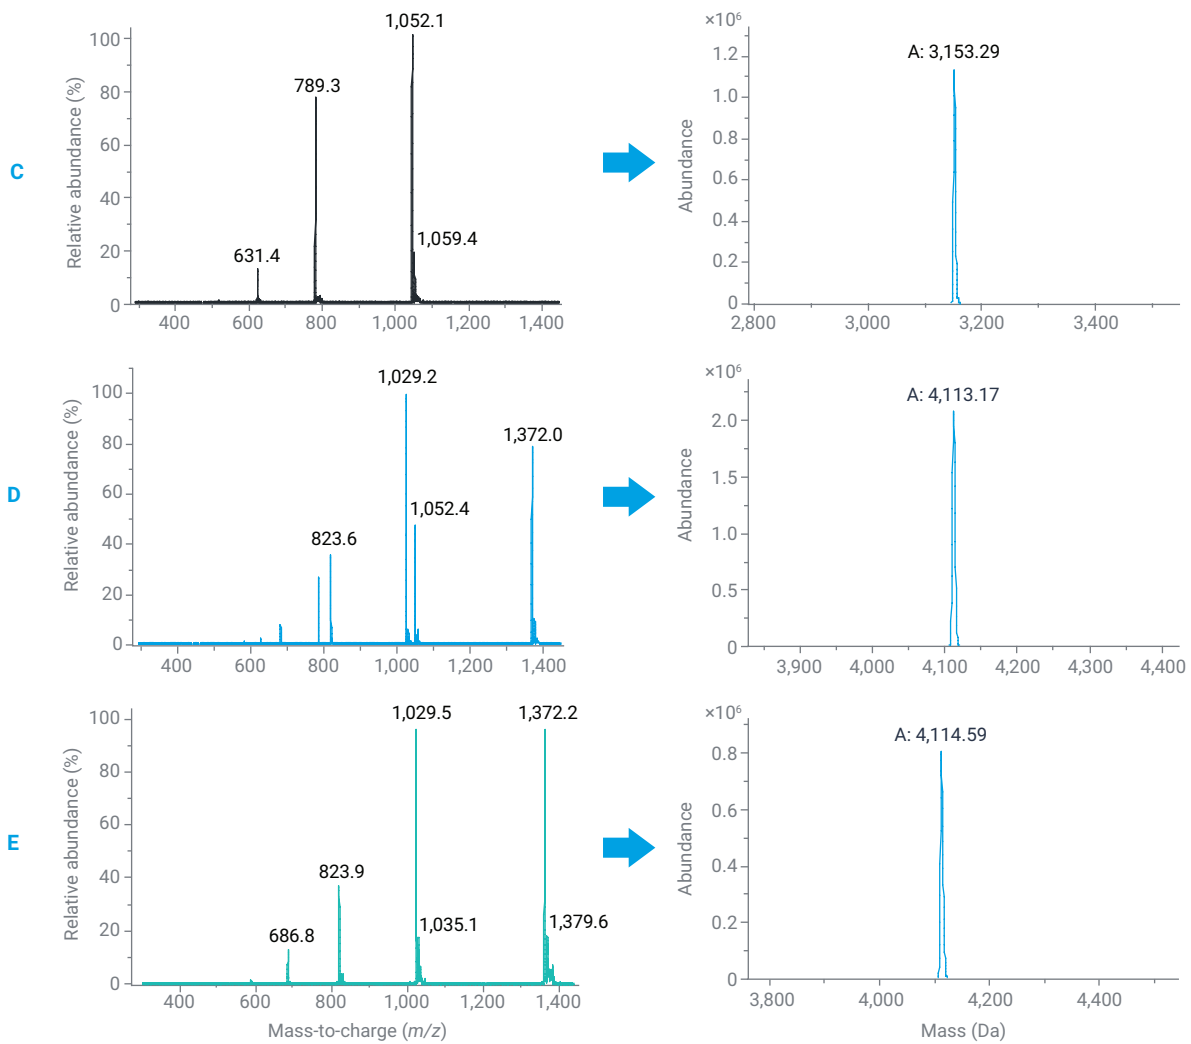 C
Relative abundance (%)
100
80
60
40
20
0
400 600 800 1,000 1,200 1,400
631.4
789.3
1,052.1
1,059.4
×10⁶
Abundance
1.2
1.0
0.8
0.6
0.4
0.2
0
2,800 3,000 3,200 3,400
A: 3,153.29
D
Relative abundance (%)
100
80
60
40
20
0
400 600 800 1,000 1,200 1,400
823.6
1,029.2
1,052.4
1,372.0
×10⁶
Abundance
2.0
1.5
1.0
0.5
0
3,900 4,000 4,100 4,200 4,300 4,400
A: 4,113.17
E
Relative abundance (%)
100
80
60
40
20
0
400 600 800 1,000 1,200 1,400
Mass-to-charge (m/z)
686.8
823.9
1,029.5
1,035.1
1,372.2
1,379.6
×10⁶
Abundance
0.8
0.6
0.4
0.2
0
3,800 4,000 4,200 4,400
Mass (Da)
A: 4,114.59